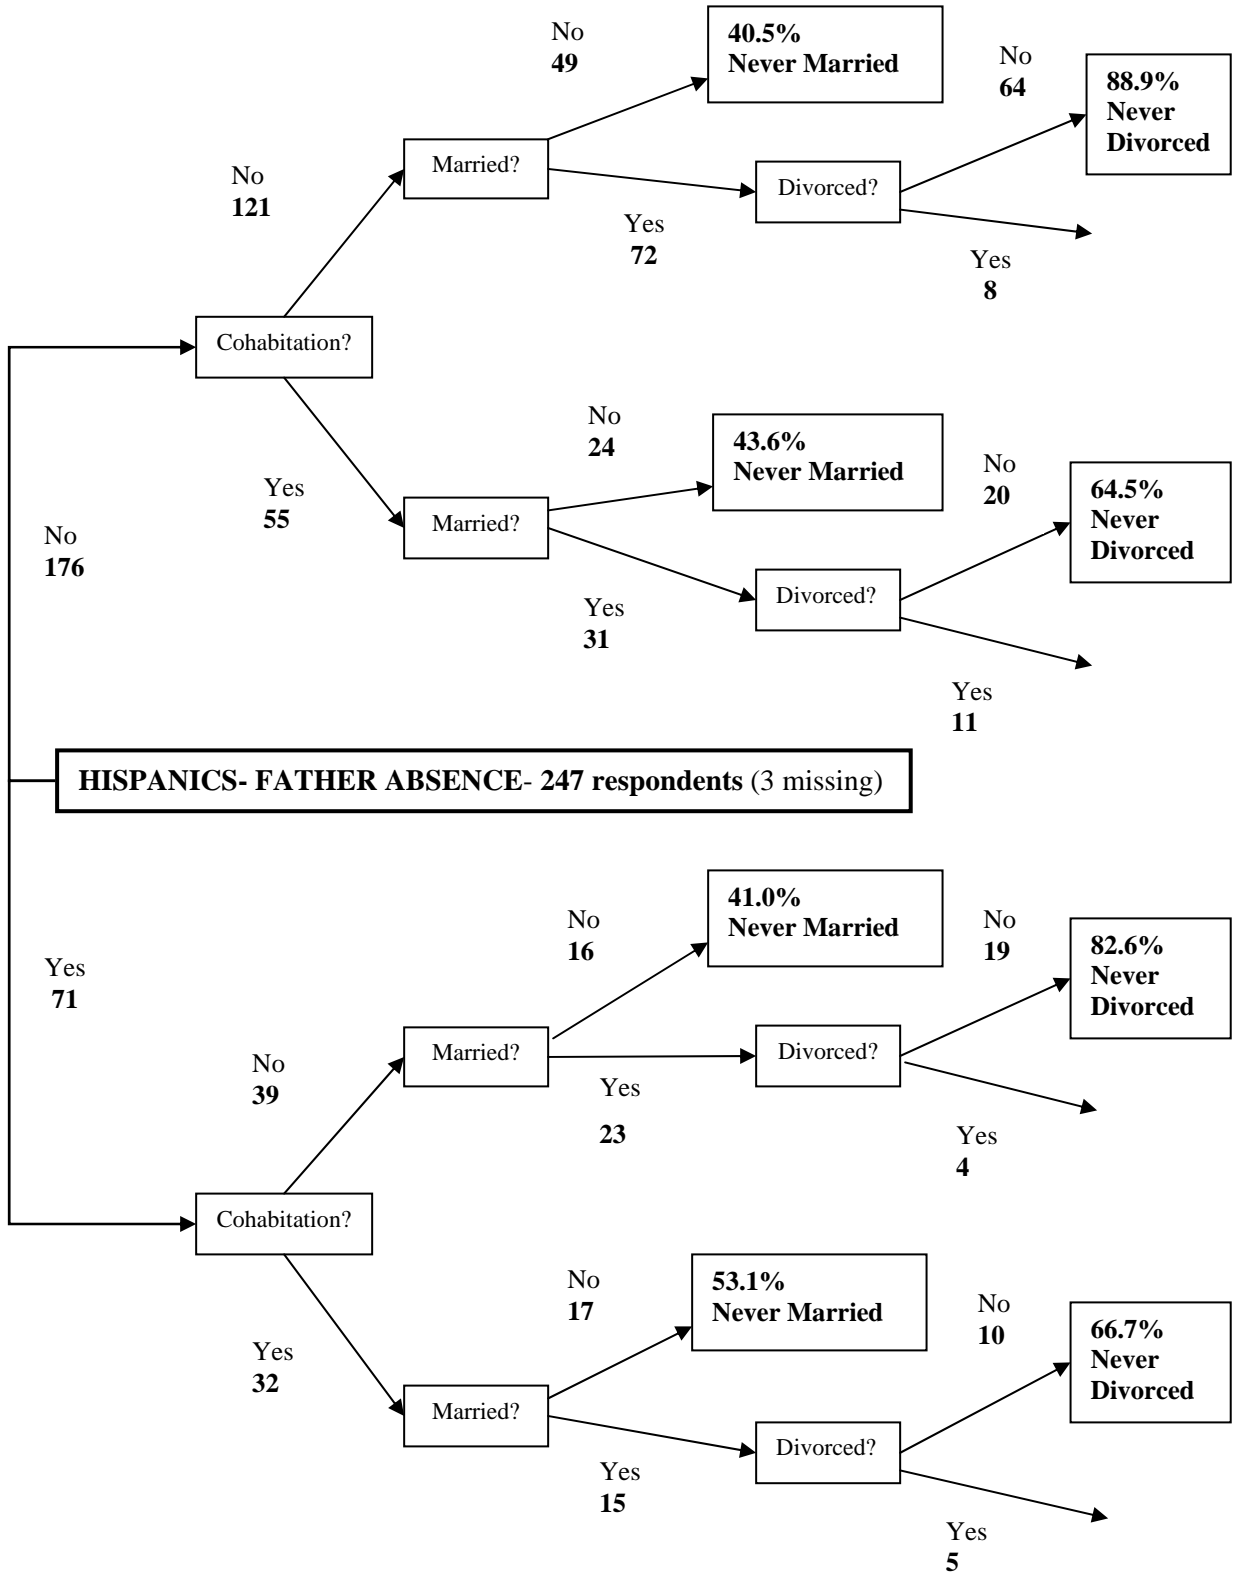 No
49
40.5%
Never Married
No
64
88.9%
Never
Divorced
Married?
Divorced?
No
121
Yes
72
Yes
8
Cohabitation?
No
24
43.6%
Never Married
No
20
64.5%
Never
Divorced
Yes
55
Married?
No
176
Divorced?
Yes
31
Yes
11
HISPANICS- FATHER ABSENCE- 247 respondents (3 missing)
Yes
71
No
16
41.0%
Never Married
No
19
82.6%
Never
Divorced
No
39
Married?
Divorced?
Yes
23
Yes
4
Cohabitation?
No
17
53.1%
Never Married
No
10
66.7%
Never
Divorced
Yes
32
Married?
Divorced?
Yes
15
Yes
5